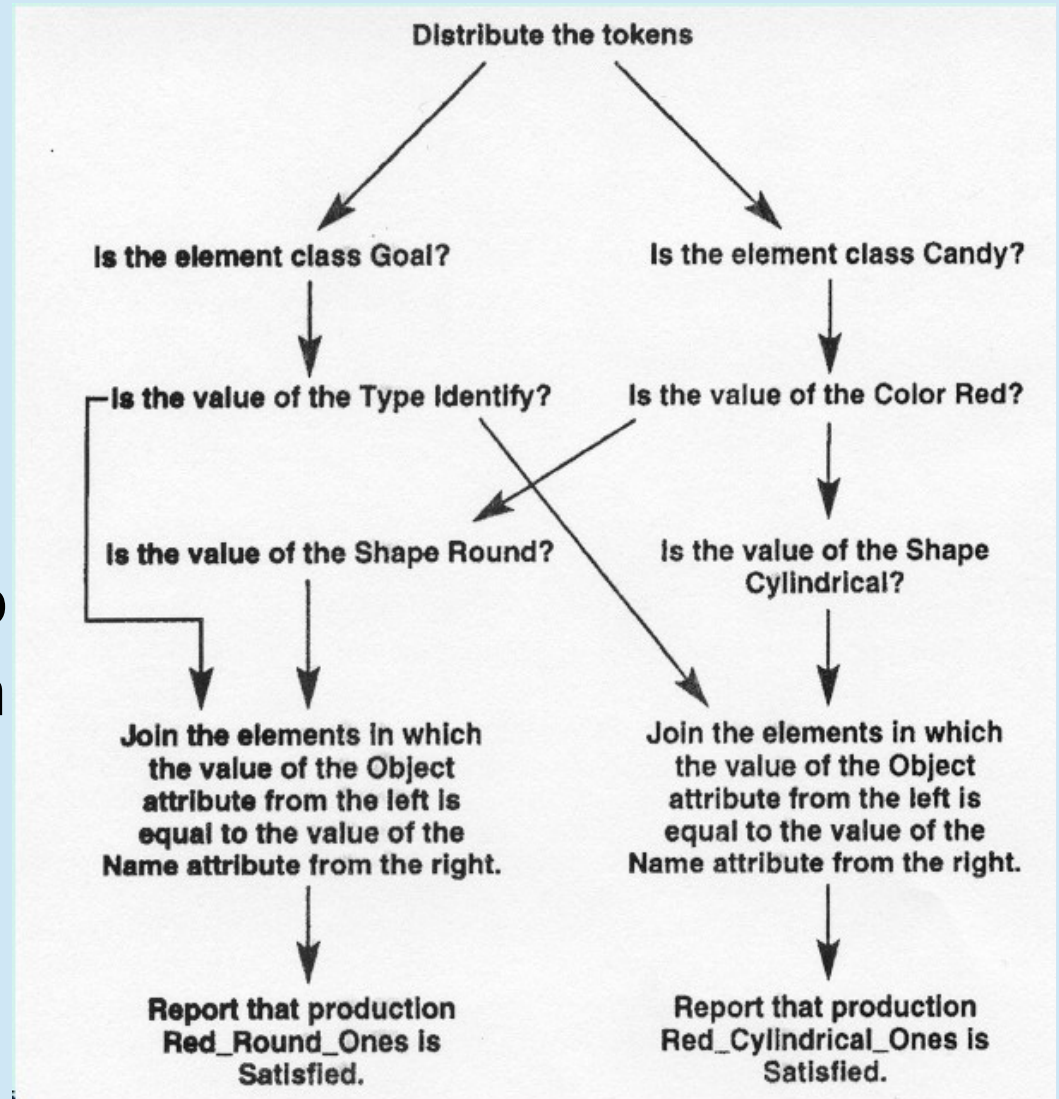 Distribute the tokens
Is the element class Goal?
Is the element class Candy?
Is the value of the Type Identify?
Is the value of the Color Red?
Is the value of the Shape Round?
Is the value of the Shape
Cylindrical?
Join the elements in which
the value of the Object
attribute from the left is
equal to the value of the
Name attribute from the right.
Join the elements in which
the value of the Object
attribute from the left is
equal to the value of the
Name attribute from the right.
Report that production
Red_Round_Ones is
Satisfied.
Report that production
Red_Cylindrical_Ones is
Satisfied.